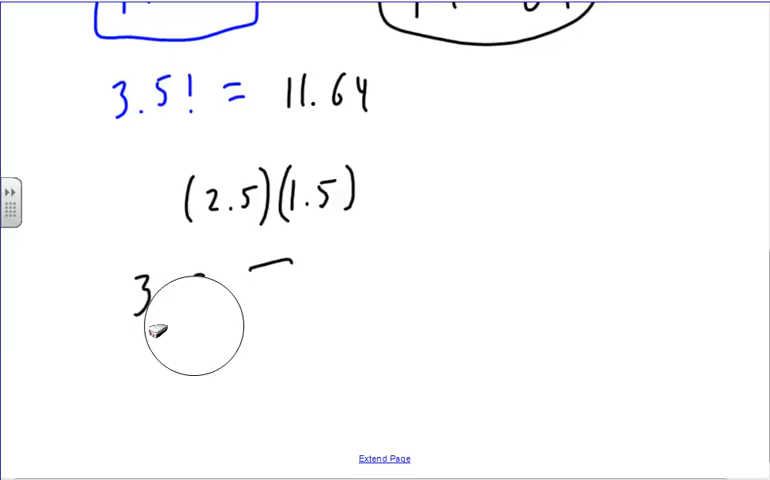 3.5! = 11.64
(2.5)(1.5)
3
Extend Page